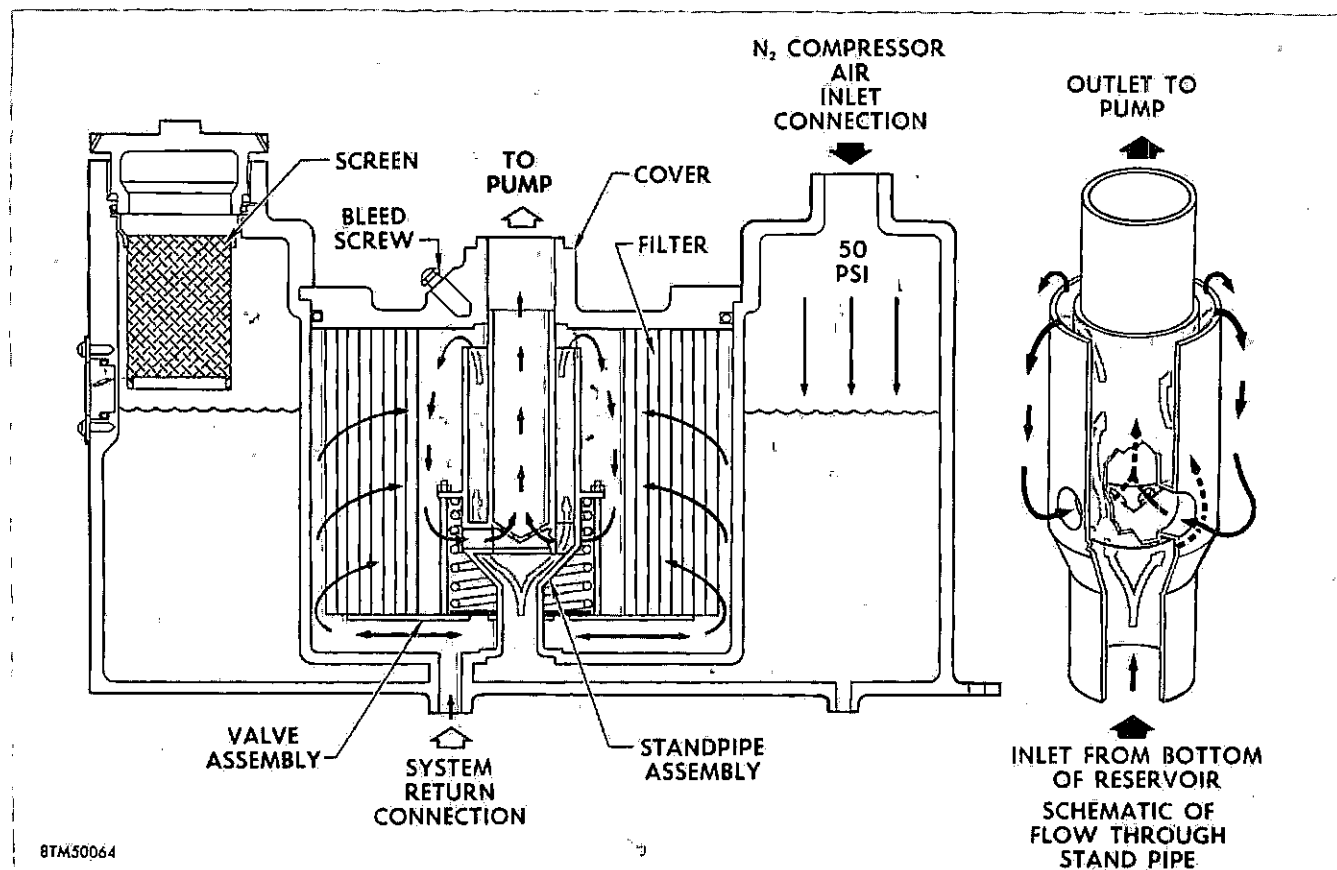 N₂ COMPRESSOR
AIR
INLET
CONNECTION
OUTLET TO
PUMP
SCREEN
TO
PUMP
COVER
BLEED
SCREW
FILTER
50
PSI
VALVE
ASSEMBLY
SYSTEM
RETURN
CONNECTION
STANDPIPE
ASSEMBLY
INLET FROM BOTTOM
OF RESERVOIR
SCHEMATIC OF
FLOW THROUGH
STAND PIPE
8TM50064